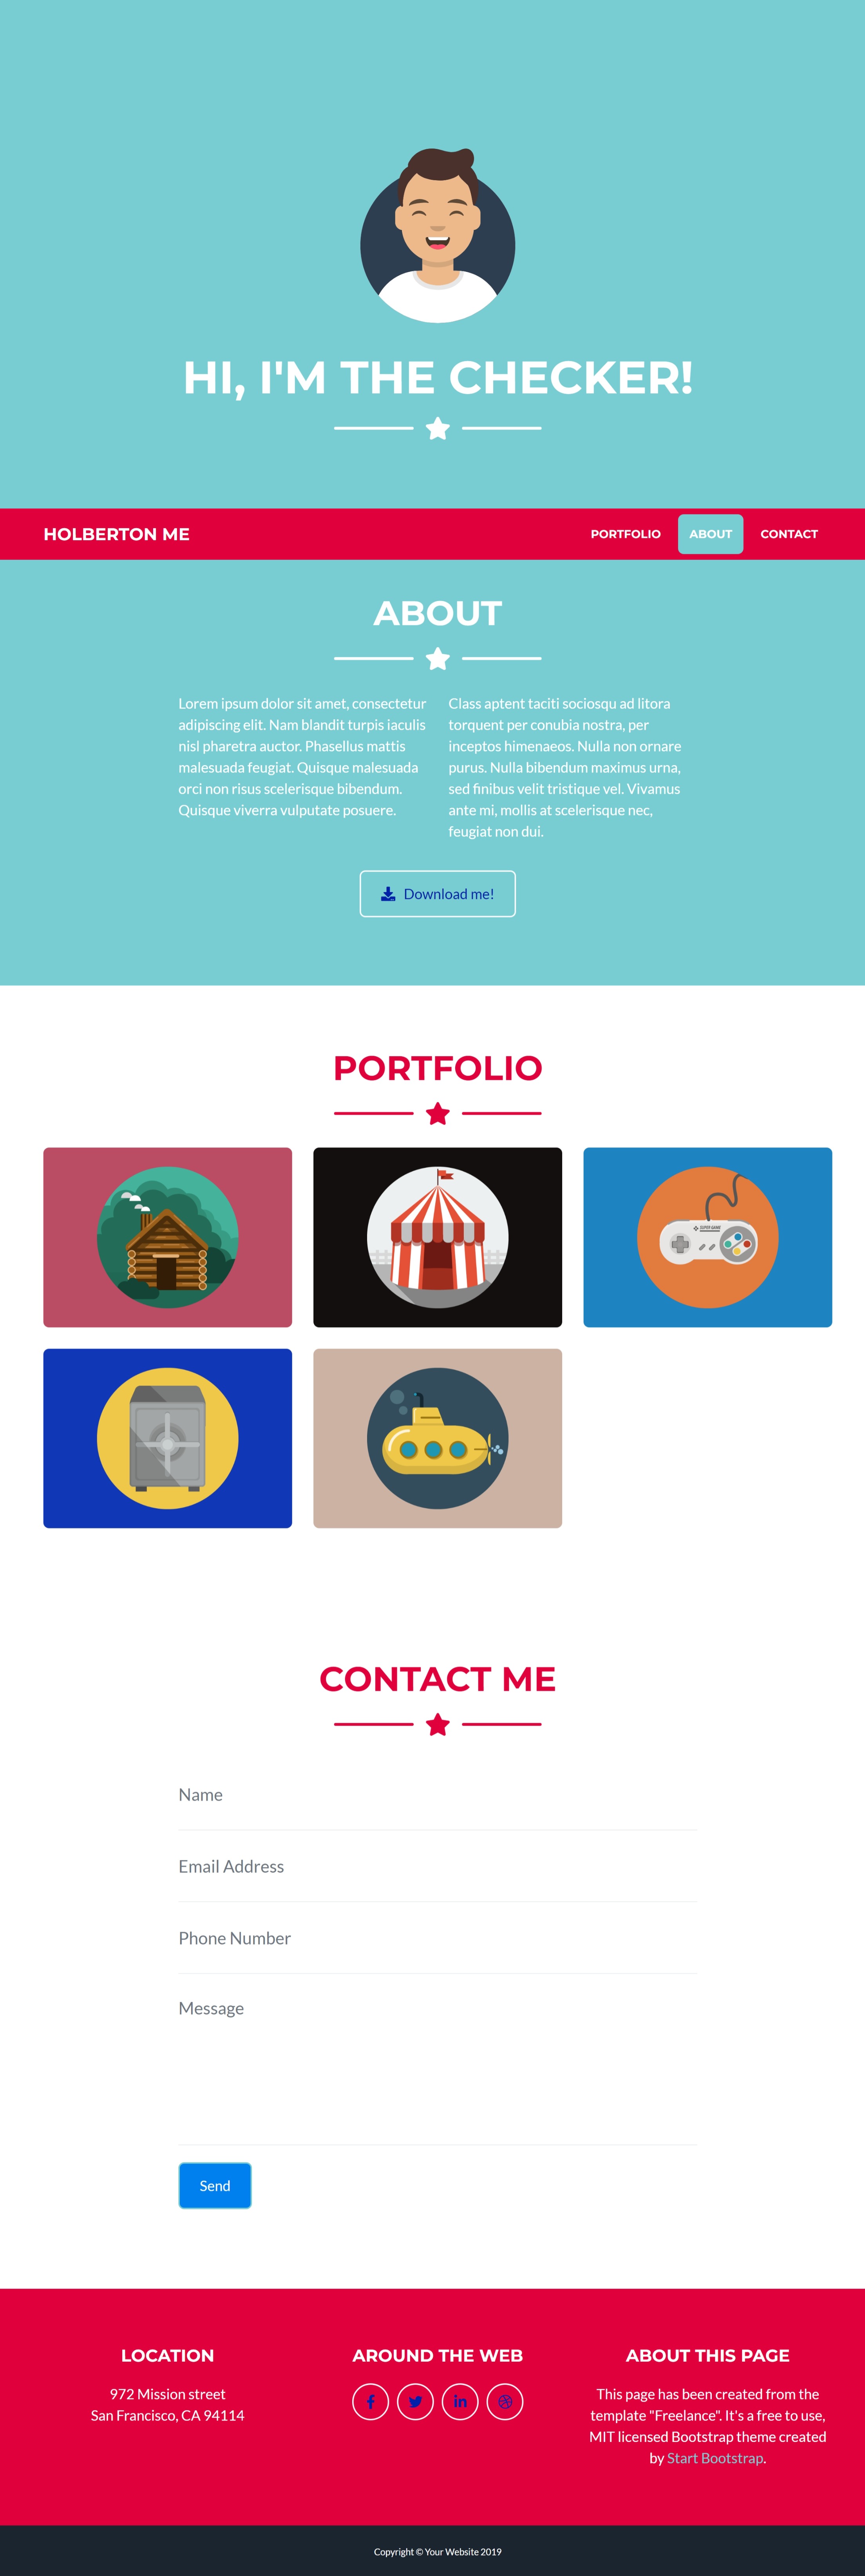 HI, I'M THE CHECKER!
HOLBERTON ME
PORTFOLIO
ABOUT
CONTACT
ABOUT
Lorem ipsum dolor sit amet, consectetur
adipiscing elit. Nam blandit turpis iaculis
nisl pharetra auctor. Phasellus mattis
malesuada feugiat. Quisque malesuada
orci non risus scelerisque bibendum.
Quisque viverra vulputate posuere.
Class aptent taciti sociosqu ad litora
torquent per conubia nostra, per
inceptos himenaeos. Nulla non ornare
purus. Nulla bibendum maximus urna,
sed finibus velit tristique vel. Vivamus
ante mi, mollis at scelerisque nec,
feugiat non dui.
Download me!
PORTFOLIO
SUPER GAME
CONTACT ME
Name
Email Address
Phone Number
Message
Send
LOCATION
972 Mission street
San Francisco, CA 94114
AROUND THE WEB
ABOUT THIS PAGE
This page has been created from the
template "Freelance". It's a free to use,
MIT licensed Bootstrap theme created
by Start Bootstrap.
Copyright © Your Website 2019